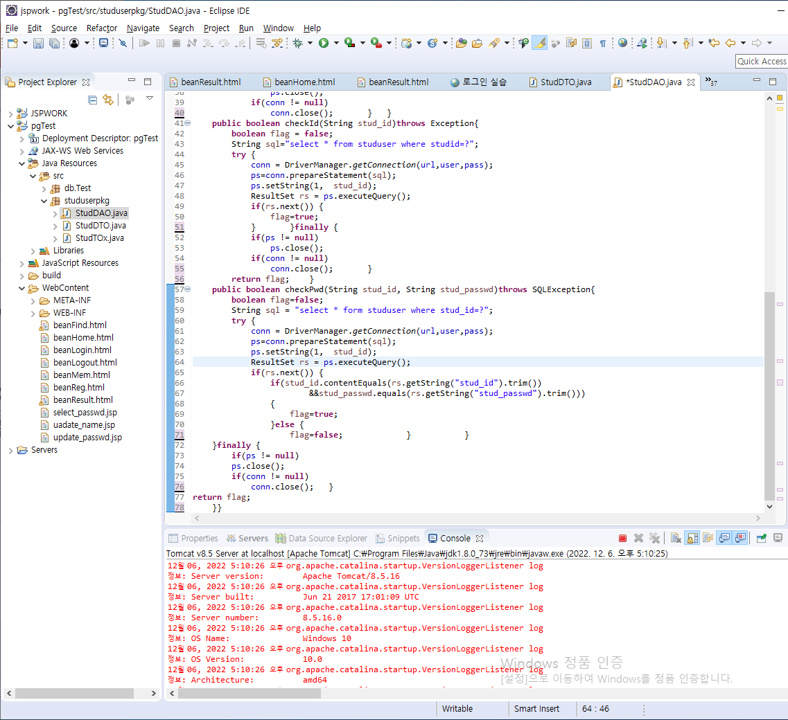 jspwork - pgTest/src/studuserpkg/StudDAO.java - Eclipse IDE
File Edit Source Refactor Navigate Search Project Run Window Help
Quick Access
Project Explorer
beanResult.html beanHome.html beanResult.html 로그인 실습 StudDTO.java *StudDAO.java »37
JSPWORK
pgTest
Deployment Descriptor: pgTest
JAX-WS Web Services
Java Resources
src
db.Test
studuserpkg
StudDAO.java
StudDTO.java
StudTOx.java
Libraries
JavaScript Resources
build
WebContent
META-INF
WEB-INF
beanFind.html
beanHome.html
beanLogin.html
beanLogout.html
beanMem.html
beanReg.html
beanResult.html
select_passwd.jsp
uadate_name.jsp
update_passwd.jsp
Servers
38 ps.close();
39 if(conn != null)
40 conn.close(); } }
41 public boolean checkId(String stud_id)throws Exception{
42 boolean flag = false;
43 String sql="select * from studuser where studid=?";
44 try {
45 conn = DriverManager.getConnection(url,user,pass);
46 ps=conn.prepareStatement(sql);
47 ps.setString(1, stud_id);
48 ResultSet rs = ps.executeQuery();
49 if(rs.next()) {
50 flag=true;
51 } }finally {
52 if(ps != null)
53 ps.close();
54 if(conn != null)
55 conn.close(); }
56 return flag; }
57 public boolean checkPwd(String stud_id, String stud_passwd)throws SQLException{
58 boolean flag=false;
59 String sql = "select * form studuser where stud_id=?";
60 try {
61 conn = DriverManager.getConnection(url,user,pass);
62 ps=conn.prepareStatement(sql);
63 ps.setString(1, stud_id);
64 ResultSet rs = ps.executeQuery();
65 if(rs.next()) {
66 if(stud_id.contentEquals(rs.getString("stud_id").trim())
67 &&stud_passwd.equals(rs.getString("stud_passwd").trim()))
68 {
69 flag=true;
70 }else {
71 flag=false; } }
72 }finally {
73 if(ps != null)
74 ps.close();
75 if(conn != null)
76 conn.close(); }
77 return flag;
78 }}
Properties Servers Data Source Explorer Snippets Console
Tomcat v8.5 Server at localhost [Apache Tomcat] C:₩Program Files₩Java₩jdk1.8.0_73₩jre₩bin₩javaw.exe (2022. 12. 6. 오후 5:10:25)
12월 06, 2022 5:10:26 오후 org.apache.catalina.startup.VersionLoggerListener log
정보: Server version: Apache Tomcat/8.5.16
12월 06, 2022 5:10:26 오후 org.apache.catalina.startup.VersionLoggerListener log
정보: Server built: Jun 21 2017 17:01:09 UTC
12월 06, 2022 5:10:26 오후 org.apache.catalina.startup.VersionLoggerListener log
정보: Server number: 8.5.16.0
12월 06, 2022 5:10:26 오후 org.apache.catalina.startup.VersionLoggerListener log
정보: OS Name: Windows 10
12월 06, 2022 5:10:26 오후 org.apache.catalina.startup.VersionLoggerListener log
정보: OS Version: 10.0
12월 06, 2022 5:10:26 오후 org.apache.catalina.startup.VersionLoggerListener log
정보: Architecture: amd64
Windows 정품 인증
[설정]으로 이동하여 Windows를 정품 인증합니다.
Writable Smart Insert 64 : 46